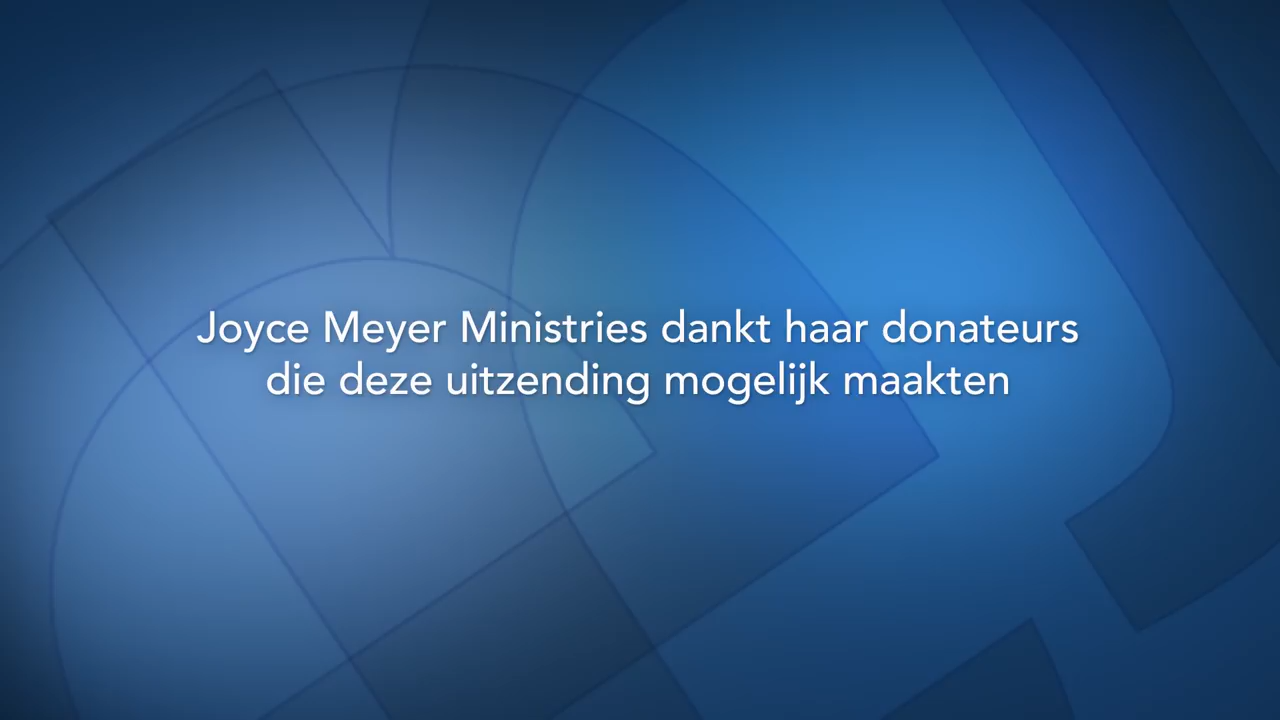 Joyce Meyer Ministries dankt haar donateurs
die deze uitzending mogelijk maakten